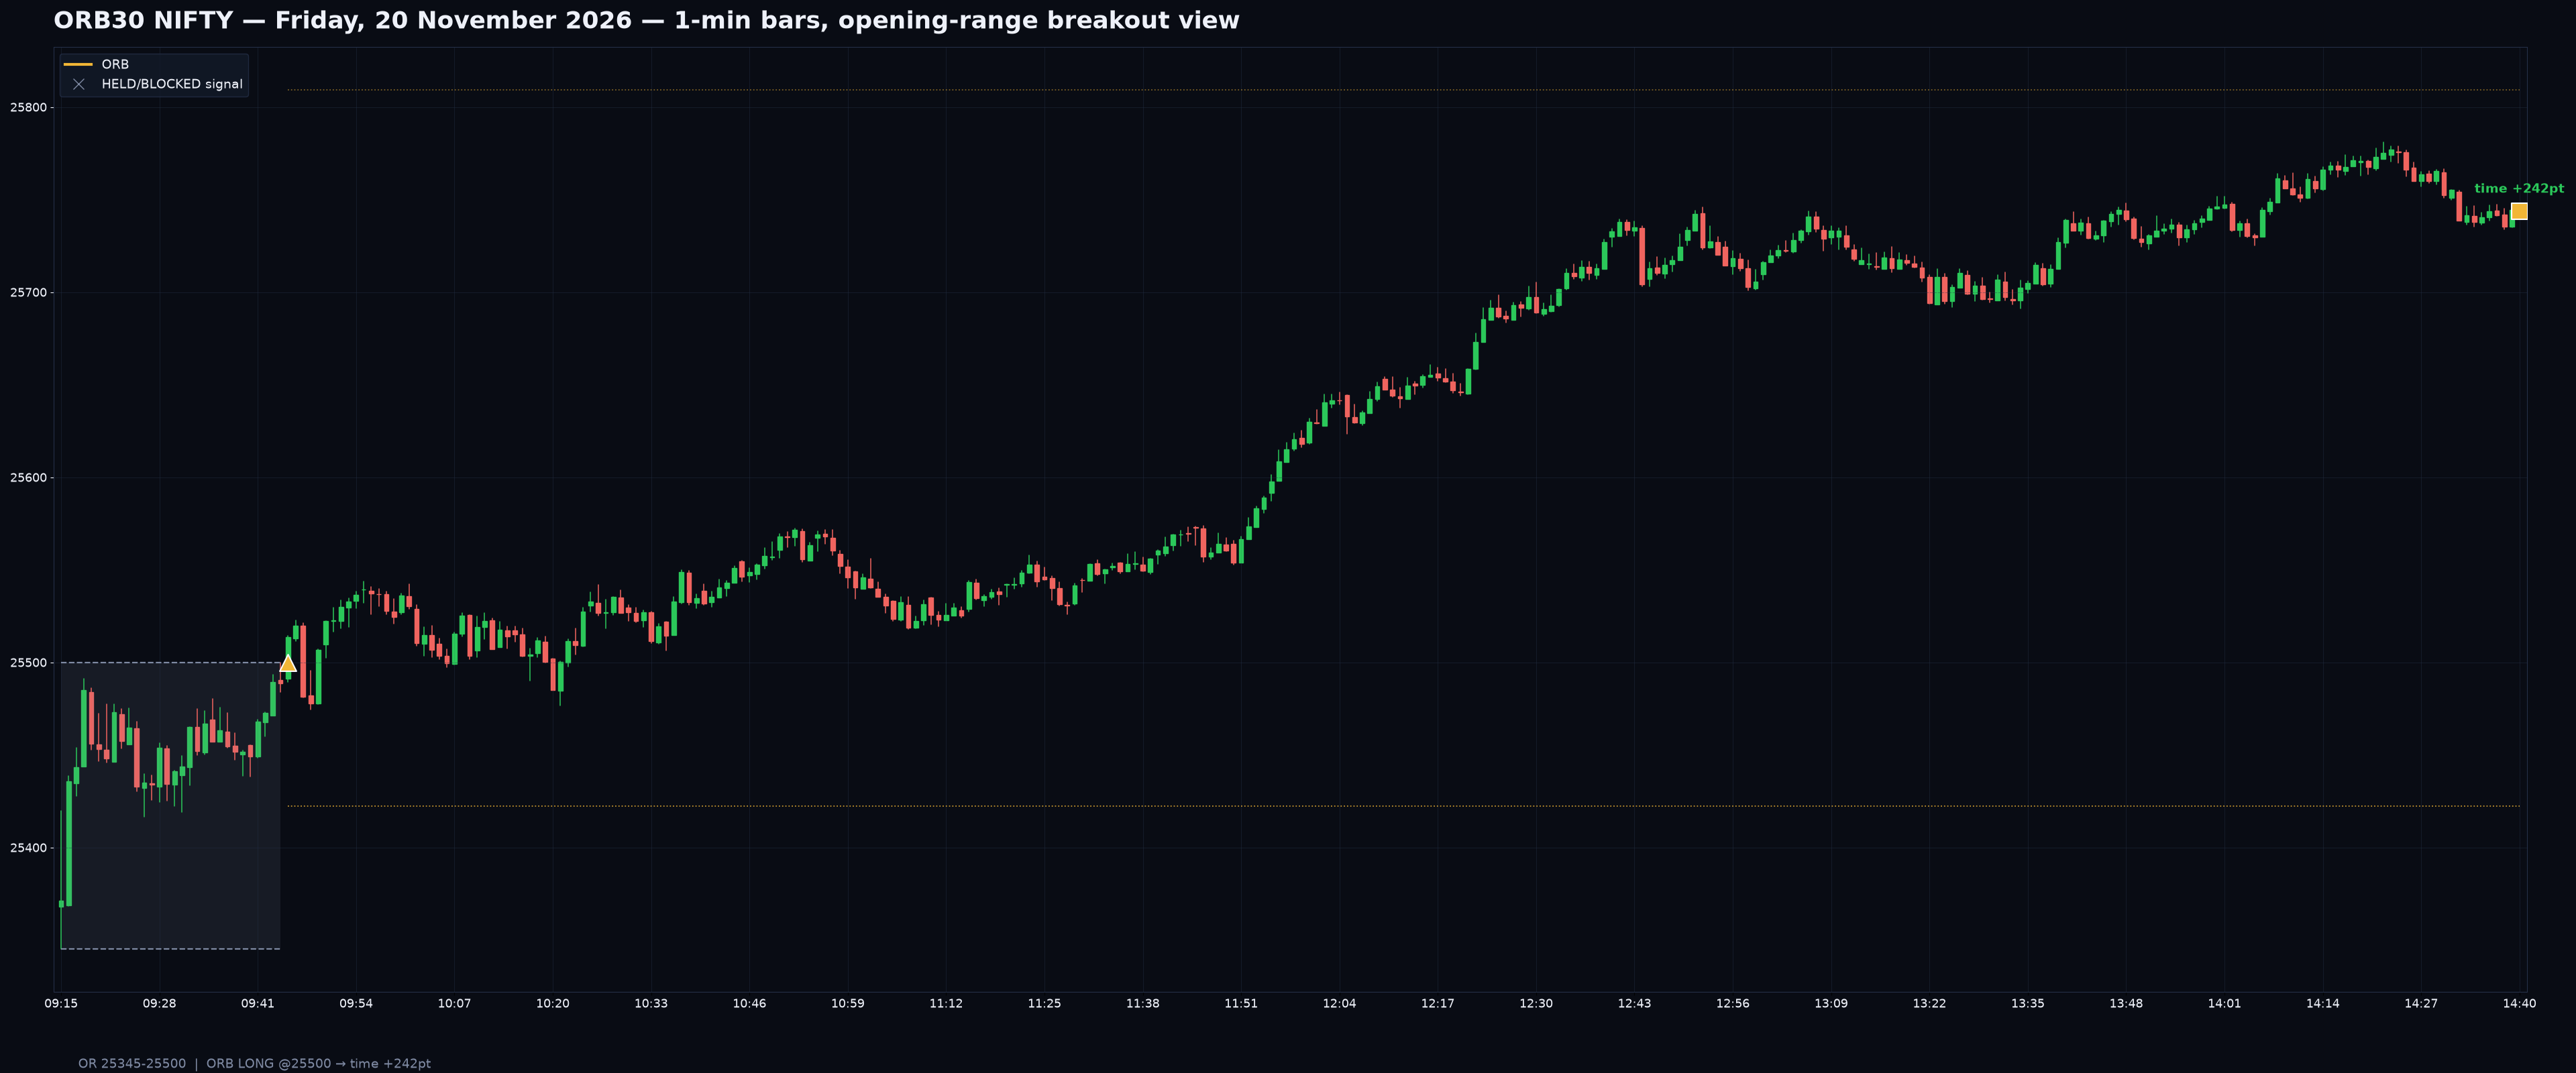 ORB30 NIFTY — Friday, 20 November 2026 — 1-min bars, opening-range breakout view
ORB
HELD/BLOCKED signal
25800
25700
25600
25500
25400
time +242pt
09:15 09:28 09:41 09:54 10:07 10:20 10:33 10:46 10:59 11:12 11:25 11:38 11:51 12:04 12:17 12:30 12:43 12:56 13:09 13:22 13:35 13:48 14:01 14:14 14:27 14:40
OR 25345-25500 | ORB LONG @25500 → time +242pt